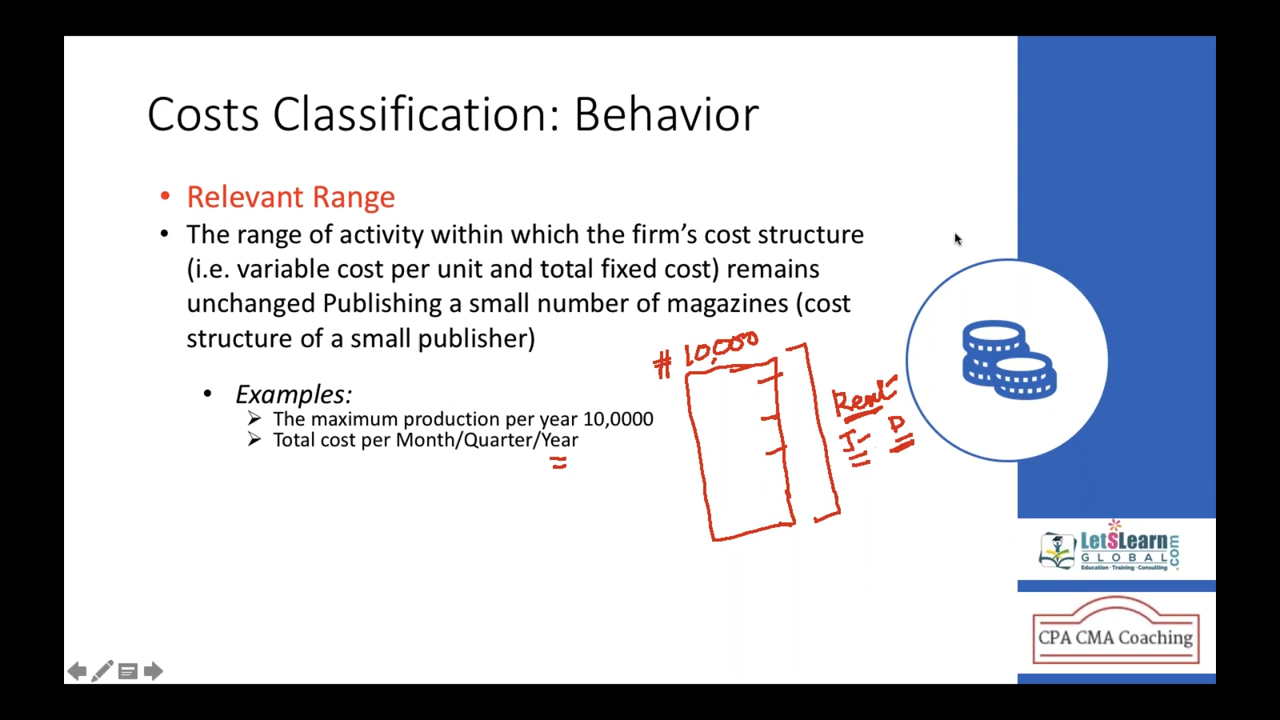 Costs Classification: Behavior
• Relevant Range
• The range of activity within which the firm's cost structure
(i.e. variable cost per unit and total fixed cost) remains
unchanged Publishing a small number of magazines (cost
structure of a small publisher)
# 10,000
• Examples:
➢ The maximum production per year 10,0000
➢ Total cost per Month/Quarter/Year
Rent
I P
LetSLearn
GLOBAL
.com
Education·Training·Consulting
CPA CMA Coaching